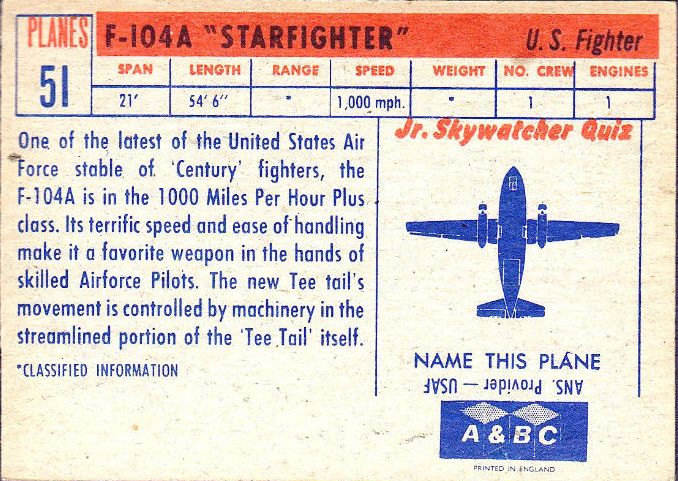 PLANES
51
F-104A "STARFIGHTER"
U.S. Fighter
SPAN LENGTH RANGE SPEED WEIGHT NO. CREW ENGINES
21' 54' 6" * 1,000 mph. * 1 1
One of the latest of the United States Air
Force stable of 'Century' fighters, the
F-104A is in the 1000 Miles Per Hour Plus
class. Its terrific speed and ease of handling
make it a favorite weapon in the hands of
skilled Airforce Pilots. The new Tee tail's
movement is controlled by machinery in the
streamlined portion of the 'Tee Tail' itself.
*CLASSIFIED INFORMATION
Jr. Skywatcher Quiz
NAME THIS PLANE
ANS. Provider — USAF
A & BC
PRINTED IN ENGLAND